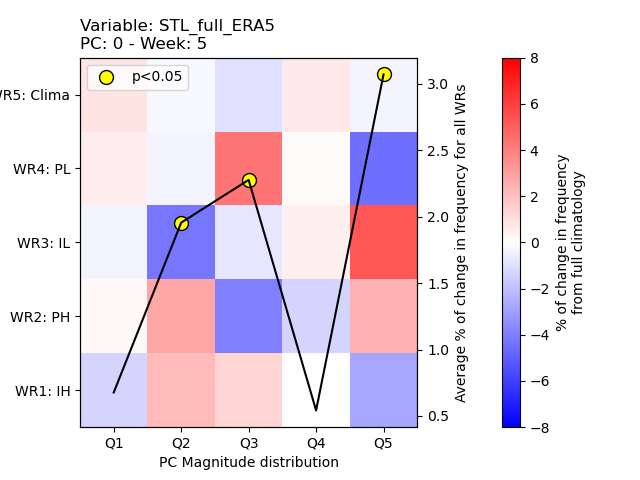 Variable: STL_full_ERA5
PC: 0 - Week: 5
p<0.05
WR5: Clima
WR4: PL
WR3: IL
WR2: PH
WR1: IH
Q1 Q2 Q3 Q4 Q5
PC Magnitude distribution
3.0
2.5
2.0
1.5
1.0
0.5
Average % of change in frequency for all WRs
8
6
4
2
0
−2
−4
−6
−8
% of change in frequency
from full climatology